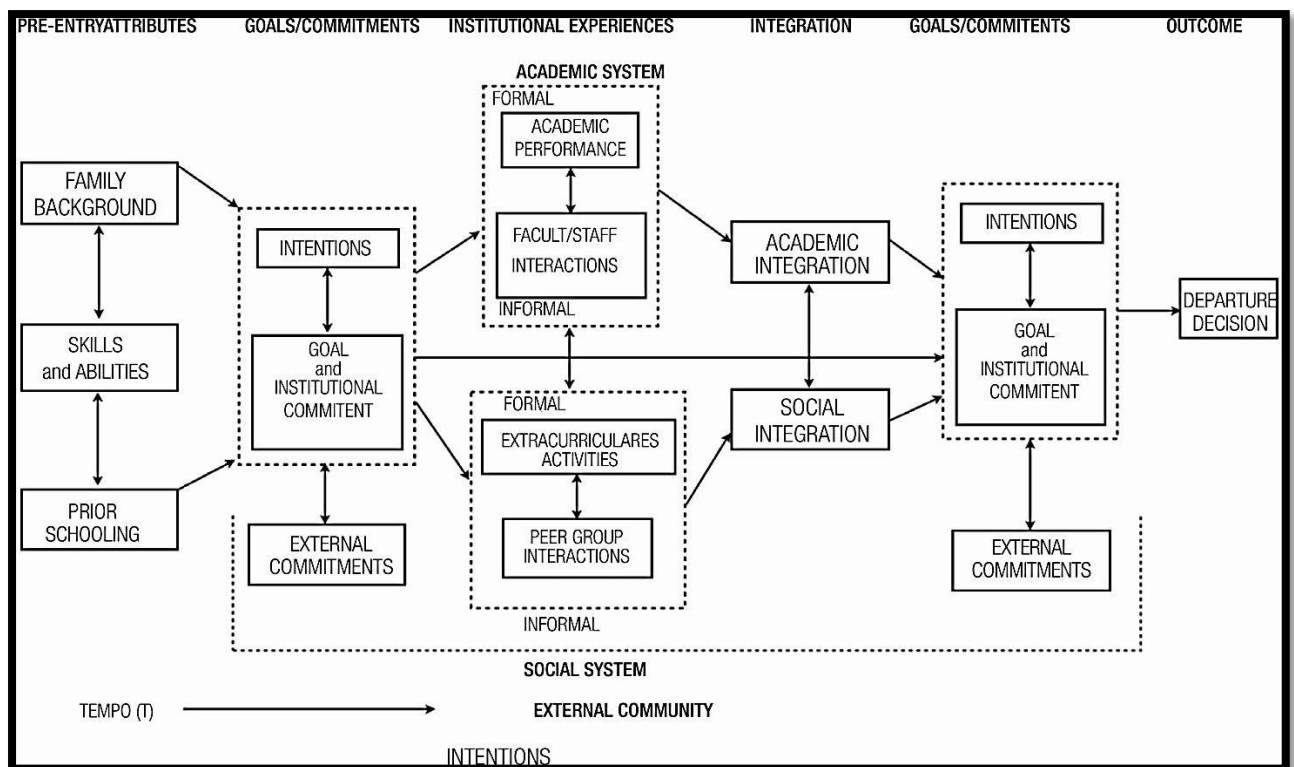 PRE-ENTRYATTRIBUTES
GOALS/COMMITMENTS
INSTITUTIONAL EXPERIENCES
INTEGRATION
GOALS/COMMITENTS
OUTCOME
FAMILY
BACKGROUND
SKILLS
and ABILITIES
PRIOR
SCHOOLING
INTENTIONS
GOAL
and
INSTITUTIONAL
COMMITENT
EXTERNAL
COMMITMENTS
ACADEMIC SYSTEM
FORMAL
ACADEMIC
PERFORMANCE
FACULT/STAFF
INTERACTIONS
INFORMAL
FORMAL
EXTRACURRICULARES
ACTIVITIES
PEER GROUP
INTERACTIONS
INFORMAL
SOCIAL SYSTEM
ACADEMIC
INTEGRATION
SOCIAL
INTEGRATION
INTENTIONS
GOAL
and
INSTITUTIONAL
COMMITENT
EXTERNAL
COMMITMENTS
DEPARTURE
DECISION
TEMPO (T)
EXTERNAL COMMUNITY
INTENTIONS